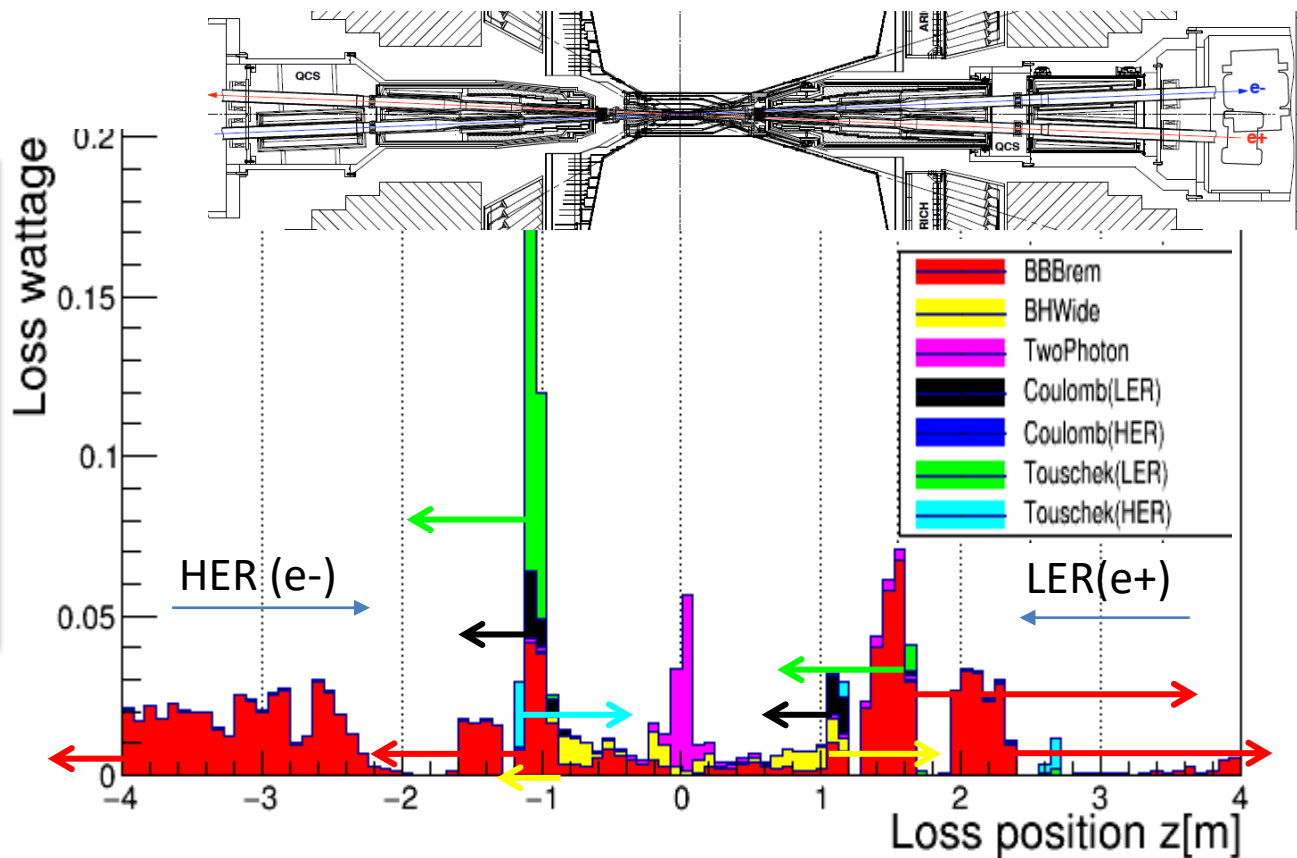 QCS
ARI
e-
e+
QCS
RICH
Loss wattage
0.2
0.15
0.1
0.05
0
BBBrem
BHWide
TwoPhoton
Coulomb(LER)
Coulomb(HER)
Touschek(LER)
Touschek(HER)
HER (e-)
LER(e+)
−4
−3
−2
−1
0
1
2
3
4
Loss position z[m]